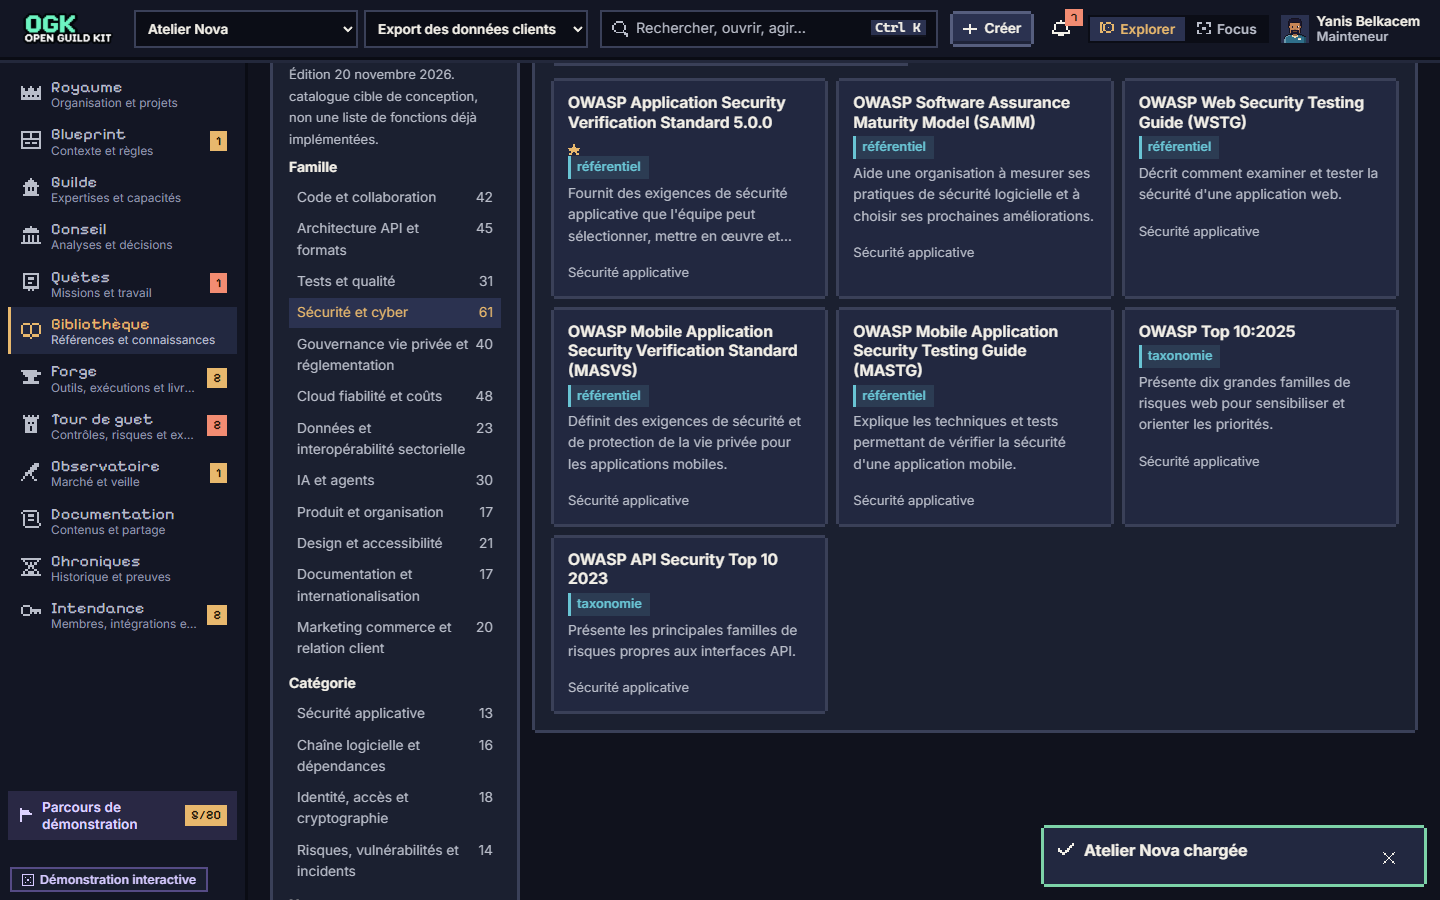 OGK
OPEN GUILD KIT
Atelier Nova
Export des données clients
Rechercher, ouvrir, agir...
Ctrl K
Créer
7
Explorer
Focus
Yanis Belkacem
Mainteneur
Royaume
Organisation et projets
Blueprint
Contexte et règles
1
Guilde
Expertises et capacités
Conseil
Analyses et décisions
Quêtes
Missions et travail
1
Bibliothèque
Références et connaissances
Forge
Outils, exécutions et livr...
8
Tour de guet
Contrôles, risques et ex...
8
Observatoire
Marché et veille
1
Documentation
Contenus et partage
Chroniques
Historique et preuves
Intendance
Membres, intégrations e...
8
Parcours de
démonstration
8/80
Démonstration interactive
Édition 20 novembre 2026.
catalogue cible de conception,
non une liste de fonctions déjà
implémentées.
Famille
Code et collaboration 42
Architecture API et 45
formats
Tests et qualité 31
Sécurité et cyber 61
Gouvernance vie privée et 40
réglementation
Cloud fiabilité et coûts 48
Données et 23
interopérabilité sectorielle
IA et agents 30
Produit et organisation 17
Design et accessibilité 21
Documentation et 17
internationalisation
Marketing commerce et 20
relation client
Catégorie
Sécurité applicative 13
Chaîne logicielle et 16
dépendances
Identité, accès et 18
cryptographie
Risques, vulnérabilités et 14
incidents
OWASP Application Security
Verification Standard 5.0.0
référentiel
Fournit des exigences de sécurité
applicative que l'équipe peut
sélectionner, mettre en œuvre et...
Sécurité applicative
OWASP Software Assurance
Maturity Model (SAMM)
référentiel
Aide une organisation à mesurer ses
pratiques de sécurité logicielle et à
choisir ses prochaines améliorations.
Sécurité applicative
OWASP Web Security Testing
Guide (WSTG)
référentiel
Décrit comment examiner et tester la
sécurité d'une application web.
Sécurité applicative
OWASP Mobile Application
Security Verification Standard
(MASVS)
référentiel
Définit des exigences de sécurité et
de protection de la vie privée pour
les applications mobiles.
Sécurité applicative
OWASP Mobile Application
Security Testing Guide
(MASTG)
référentiel
Explique les techniques et tests
permettant de vérifier la sécurité
d'une application mobile.
Sécurité applicative
OWASP Top 10:2025
taxonomie
Présente dix grandes familles de
risques web pour sensibiliser et
orienter les priorités.
Sécurité applicative
OWASP API Security Top 10
2023
taxonomie
Présente les principales familles de
risques propres aux interfaces API.
Sécurité applicative
Atelier Nova chargée